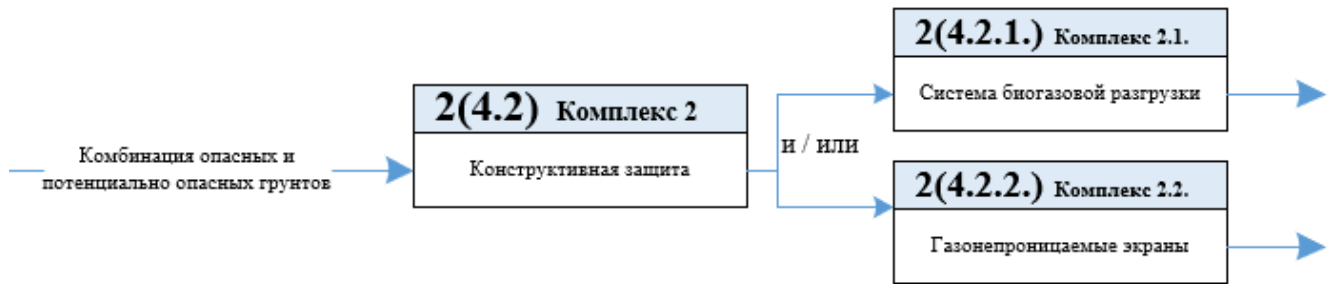 Комбинация опасных и
потенциально опасных грунтов
2(4.2) Комплекс 2
Конструктивная защита
и / или
2(4.2.1.) Комплекс 2.1.
Система биогазовой разгрузки
2(4.2.2.) Комплекс 2.2.
Газонепроницаемые экраны